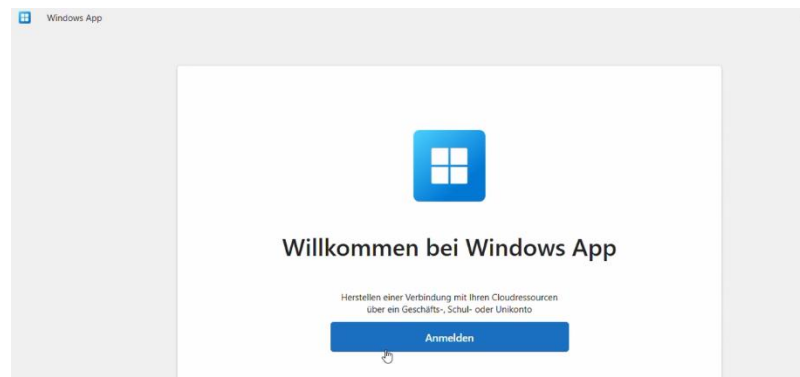 Windows App
Willkommen bei Windows App
Herstellen einer Verbindung mit Ihren Cloudressourcen
über ein Geschäfts-, Schul- oder Unikonto
Anmelden